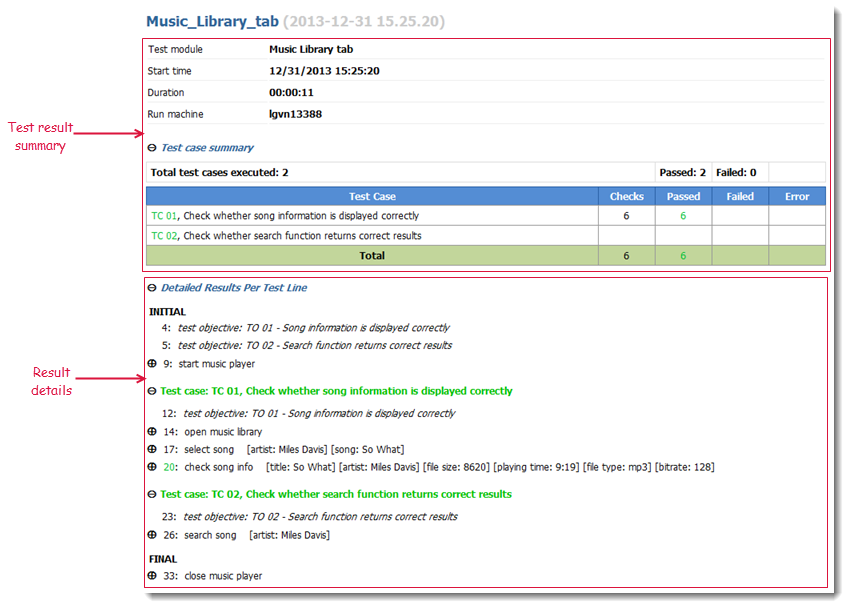 Music_Library_tab (2013-12-31 15.25.20)
Test module Music Library tab
Start time 12/31/2013 15:25:20
Duration 00:00:11
Run machine lgvn13388
Test result
summary
Test case summary
Total test cases executed: 2 Passed: 2 Failed: 0
Test Case Checks Passed Failed Error
TC 01, Check whether song information is displayed correctly 6 6
TC 02, Check whether search function returns correct results
Total 6 6
Detailed Results Per Test Line
INITIAL
4: test objective: TO 01 - Song information is displayed correctly
5: test objective: TO 02 - Search function returns correct results
9: start music player
Result
details
Test case: TC 01, Check whether song information is displayed correctly
12: test objective: TO 01 - Song information is displayed correctly
14: open music library
17: select song [artist: Miles Davis] [song: So What]
20: check song info [title: So What] [artist: Miles Davis] [file size: 8620] [playing time: 9:19] [file type: mp3] [bitrate: 128]
Test case: TC 02, Check whether search function returns correct results
23: test objective: TO 02 - Search function returns correct results
26: search song [artist: Miles Davis]
FINAL
33: close music player